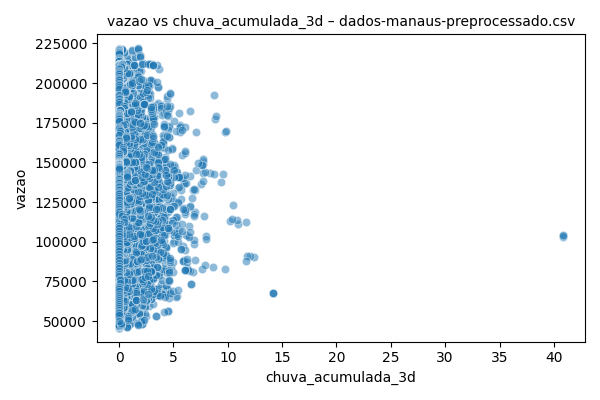 vazao vs chuva_acumulada_3d – dados-manaus-preprocessado.csv
225000
200000
175000
150000
125000
100000
75000
50000
vazao
0 5 10 15 20 25 30 35 40
chuva_acumulada_3d